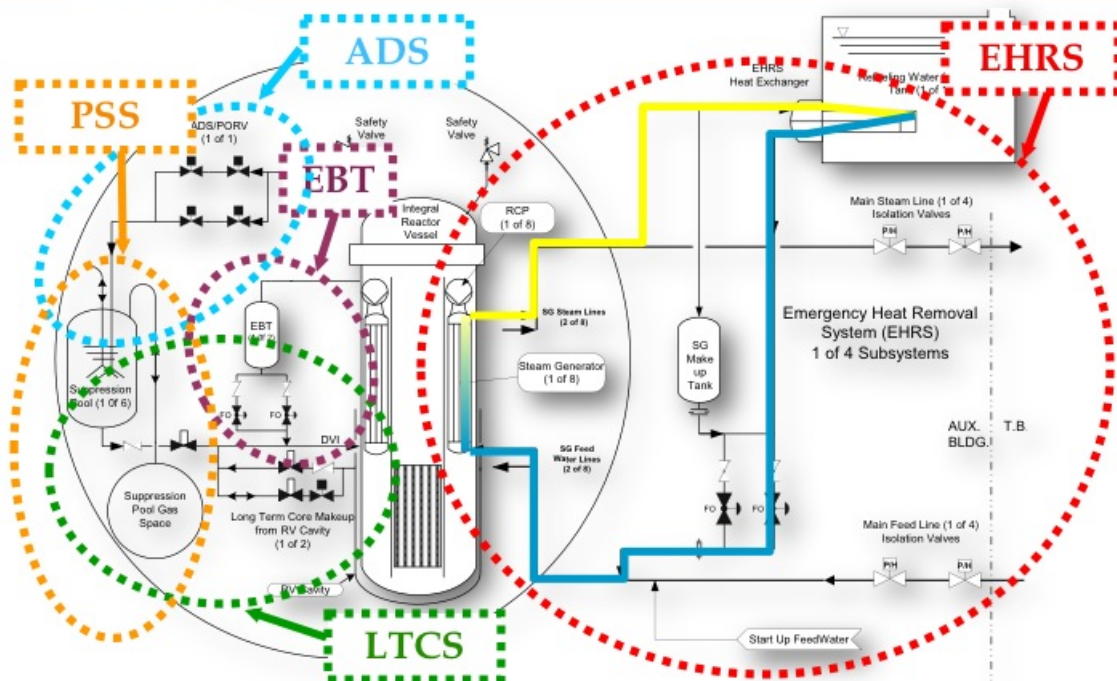 ADS
EHRS
PSS
EBT
LTCS
ADS/PORV
(1 of 1)
Safety
Valve
Safety
Valve
EHRS
Heat Exchanger
Refueling Water
Tank (1 of 1
Integral
Reactor
Vessel
RCP
(1 of 8)
Main Steam Line (1 of 4)
Isolation Valves
P/H
P/H
SG Steam Lines
(2 of 8)
Emergency Heat Removal
System (EHRS)
1 of 4 Subsystems
EBT
Steam Generator
(1 of 8)
SG
Make
up
Tank
Suppression
Pool (1 0f 6)
FO
FO
DVI
SG Feed
Water Lines
(2 of 8)
AUX.
BLDG.
T.B.
Suppression
Pool Gas
Space
Long Term Core Makeup
from RV Cavity
(1 of 2)
FO
FO
Main Feed Line (1 of 4)
Isolation Valves
P/H
P/H
RV Cavity
Start Up FeedWater